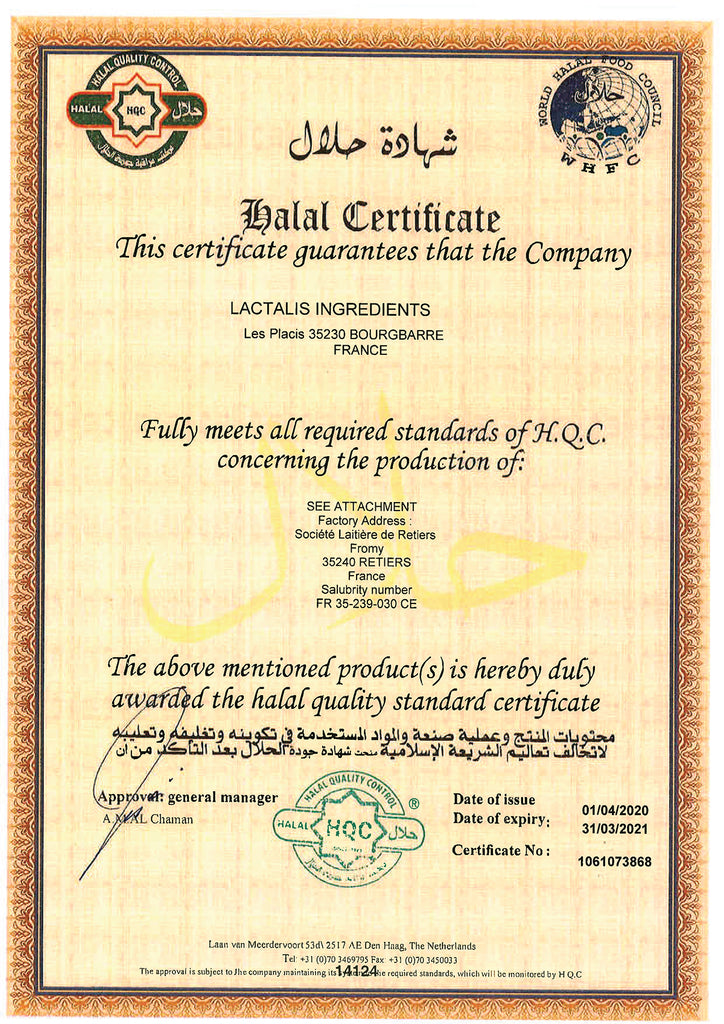 HALAL QUALITY CONTROL
HALAL HQC حلال
WORLD HALAL FOOD COUNCIL
حلال
WHFC
شهادة حلال
Halal Certificate
This certificate guarantees that the Company
LACTALIS INGREDIENTS
Les Placis 35230 BOURGBARRE
FRANCE
Fully meets all required standards of H.Q.C.
concerning the production of:
حلال
SEE ATTACHMENT
Factory Address :
Société Laitière de Retiers
Fromy
35240 RETIERS
France
Salubrity number
FR 35-239-030 CE
The above mentioned product(s) is hereby duly
awarded the halal quality standard certificate
محتويات المنتج وعملية صنعة والمواد المستخدمة في تكوينه وتغليفه وتعليبه
لاتخالف تعاليم الشريعة الإسلامية منحت شهادة جودة الحلال بعد التأكد من أن
Approval: general manager
Chaman
HALAL QUALITY CONTROL ®
HALAL HQC حلال
Date of issue 01/04/2020
Date of expiry: 31/03/2021
Certificate No : 1061073868
Laan van Meerdervoort 53d\ 2517 AE Den Haag, The Netherlands
Tel: +31 (0)70 3469795 Fax +31 (0)70 3450033
The approval is subject to the company maintaining its the required standards, which will be monitored by H Q.C
14124